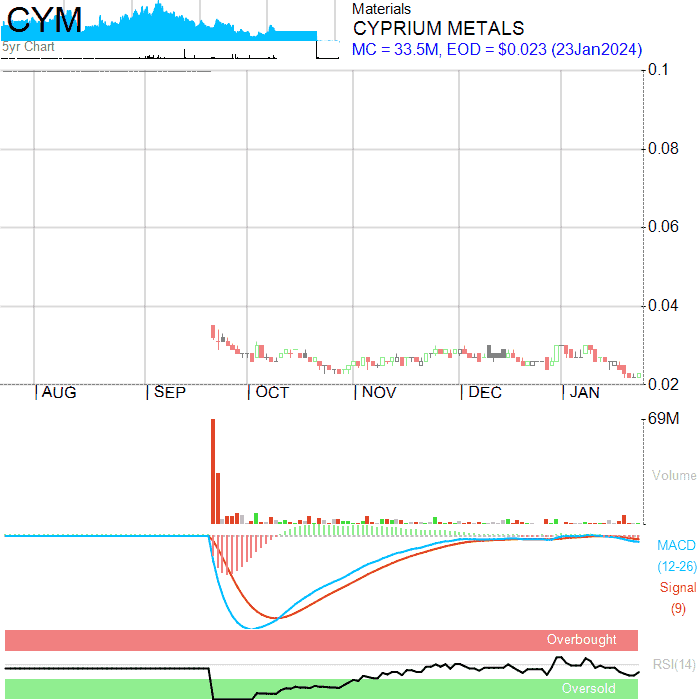 CYM
5yr Chart
Materials
CYPRIUM METALS
MC = 33.5M, EOD = $0.023 (23Jan2024)
0.1
0.08
0.06
0.04
0.02
AUG SEP OCT NOV DEC JAN
69M
Volume
MACD
(12-26)
Signal
(9)
Overbought
RSI(14)
Oversold